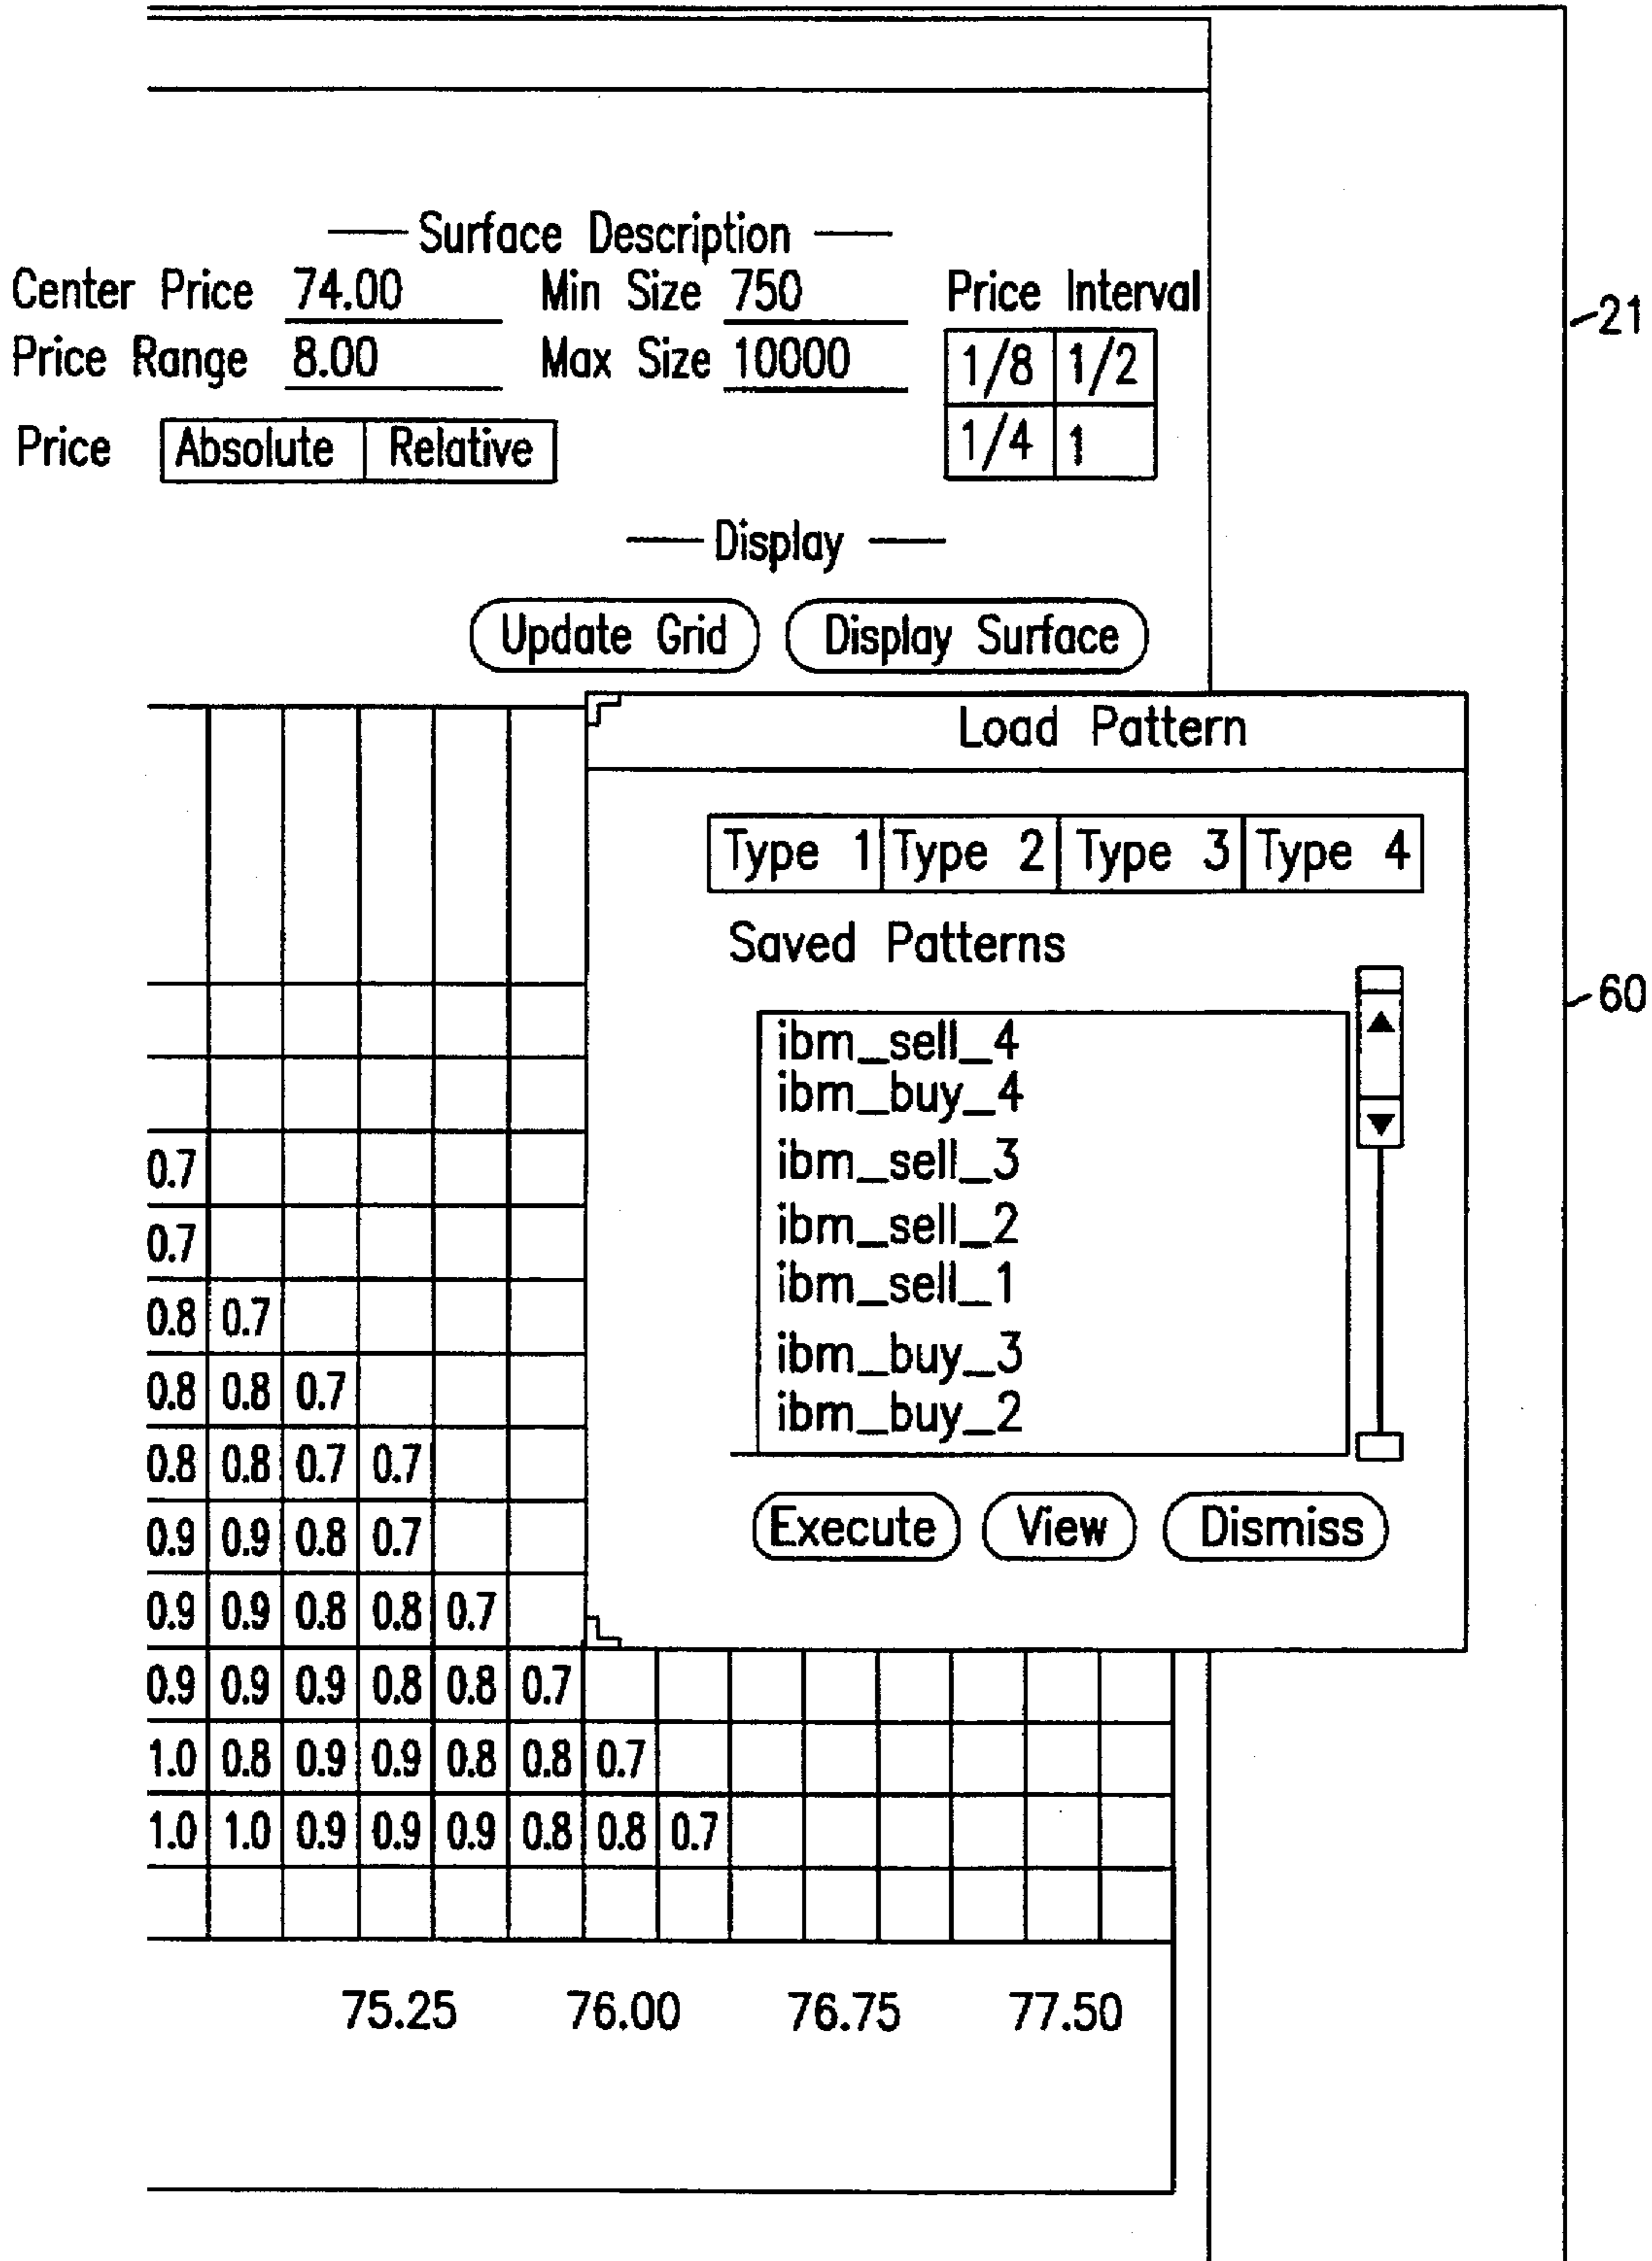 — Surface Description —
Center Price 74.00 Min Size 750 Price Interval
21
Price Range 8.00 Max Size 10000 1/8 1/2
Price Absolute Relative 1/4 1
— Display —
Update Grid Display Surface
Load Pattern
Type 1 Type 2 Type 3 Type 4
Saved Patterns
60
ibm_sell_4
ibm_buy_4
ibm_sell_3
ibm_sell_2
ibm_sell_1
ibm_buy_3
ibm_buy_2
Execute View Dismiss
0.7
0.7
0.8 0.7
0.8 0.8 0.7
0.8 0.8 0.7 0.7
0.9 0.9 0.8 0.7
0.9 0.9 0.8 0.8 0.7
0.9 0.9 0.9 0.8 0.8 0.7
1.0 0.8 0.9 0.9 0.8 0.8 0.7
1.0 1.0 0.9 0.9 0.9 0.8 0.8 0.7
75.25 76.00 76.75 77.50